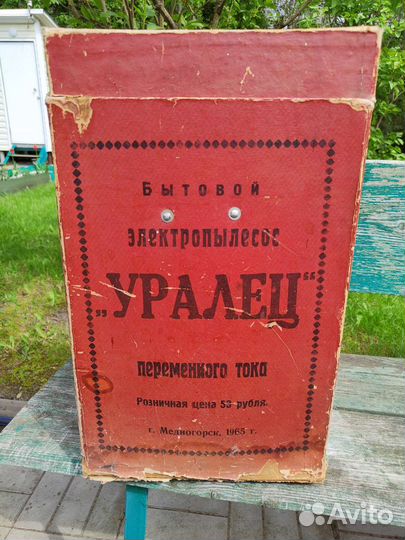 Бытовой
электропылесос
„УРАЛЕЦ“
переменного тока
Розничная цена 53 рубля.
г. Медногорск, 1965 г.
Avito